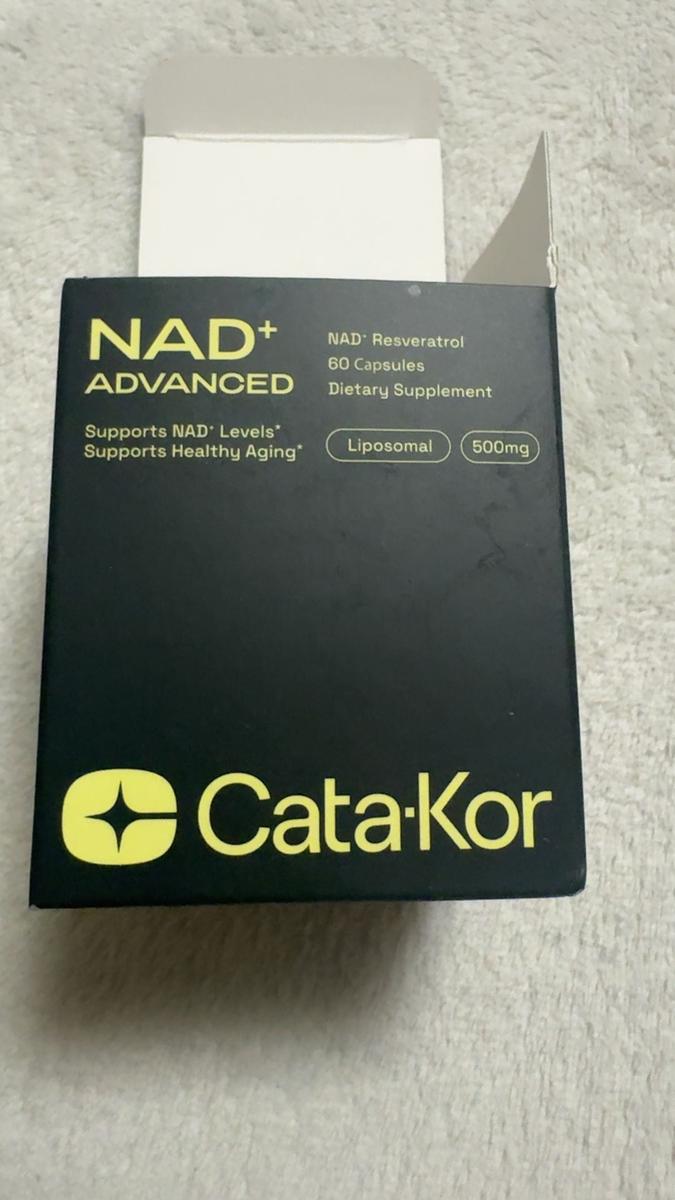 NAD+
ADVANCED
Supports NAD+ Levels*
Supports Healthy Aging*
NAD+ Resveratrol
60 Capsules
Dietary Supplement
Liposomal
500mg
Cata·Kor